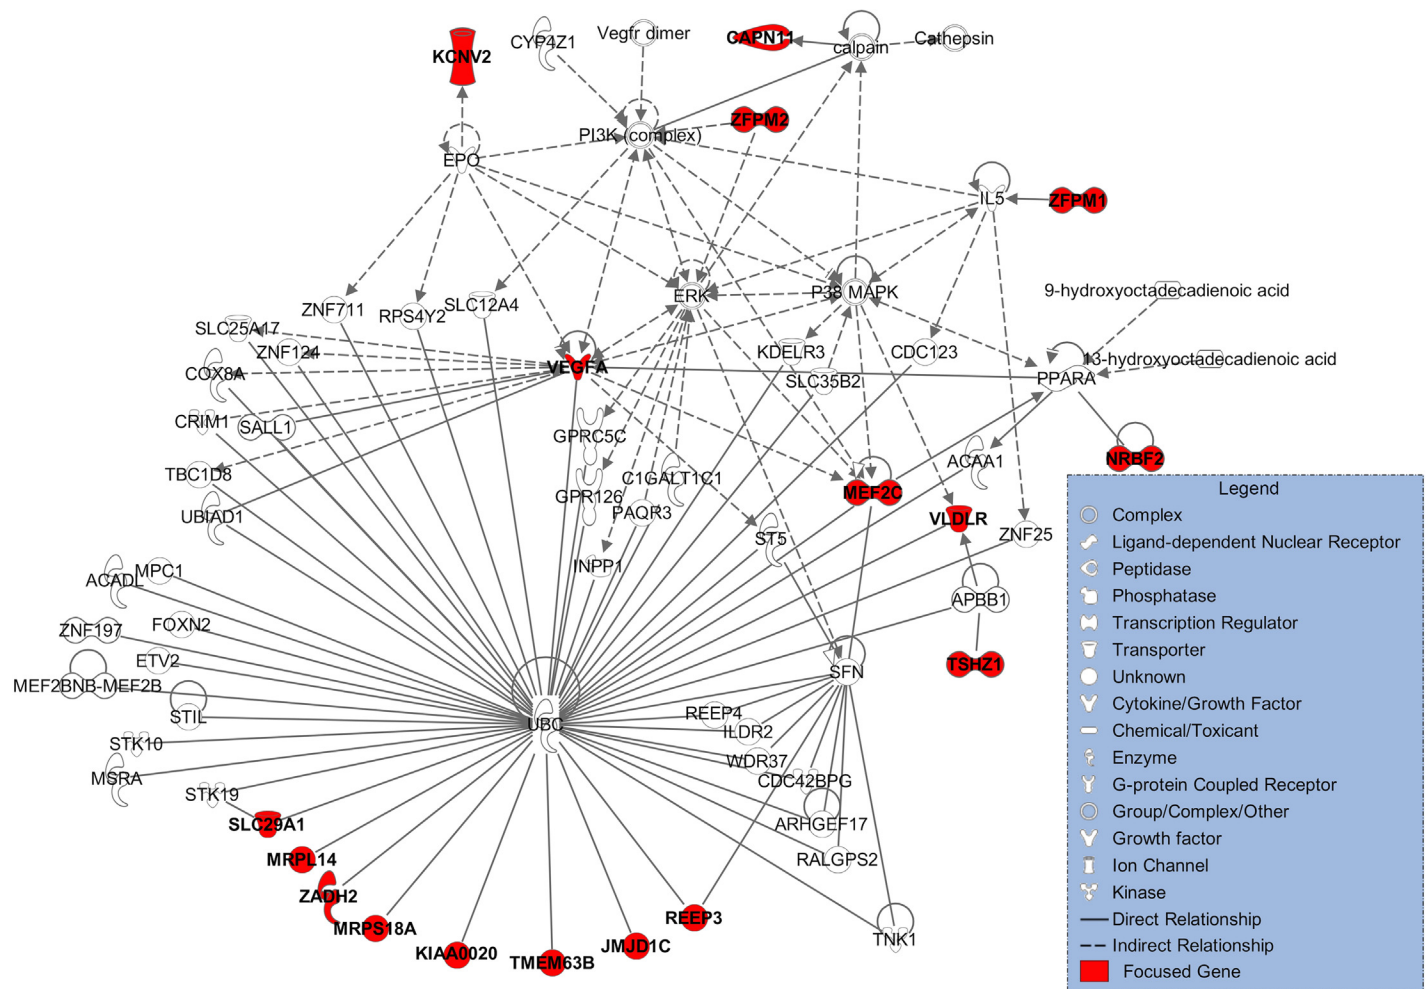 KCNV2
CYP4Z1
Vegfr dimer
CAPN11
calpain
Cathepsin
ZFPM2
PI3K (complex)
EPO
IL5
ZFPM1
ERK
P38 MAPK
9-hydroxyoctadecadienoic acid
ZNF711
RPS4Y2
SLC12A4
SLC25A17
ZNF124
COX8A
VEGFA
KDELR3
CDC123
SLC35B2
13-hydroxyoctadecadienoic acid
PPARA
CRIM1
SALL1
GPRC5C
TBC1D8
C1GALT1C1
GPR126
PAQR3
UBIAD1
INPP1
MEF2C
ACAA1
NRBF2
VLDLR
ST5
ZNF25
ACADL
MPC1
APBB1
ZNF197
FOXN2
ETV2
MEF2BNB-MEF2B
TSHZ1
SFN
STIL
UBC
REEP4
ILDR2
STK10
MSRA
WDR37
CDC42BPG
STK19
SLC29A1
ARHGEF17
MRPL14
RALGPS2
ZADH2
MRPS18A
REEP3
KIAA0020
TMEM63B
JMJD1C
TNK1
Legend
Complex
Ligand-dependent Nuclear Receptor
Peptidase
Phosphatase
Transcription Regulator
Transporter
Unknown
Cytokine/Growth Factor
Chemical/Toxicant
Enzyme
G-protein Coupled Receptor
Group/Complex/Other
Growth factor
Ion Channel
Kinase
Direct Relationship
Indirect Relationship
Focused Gene